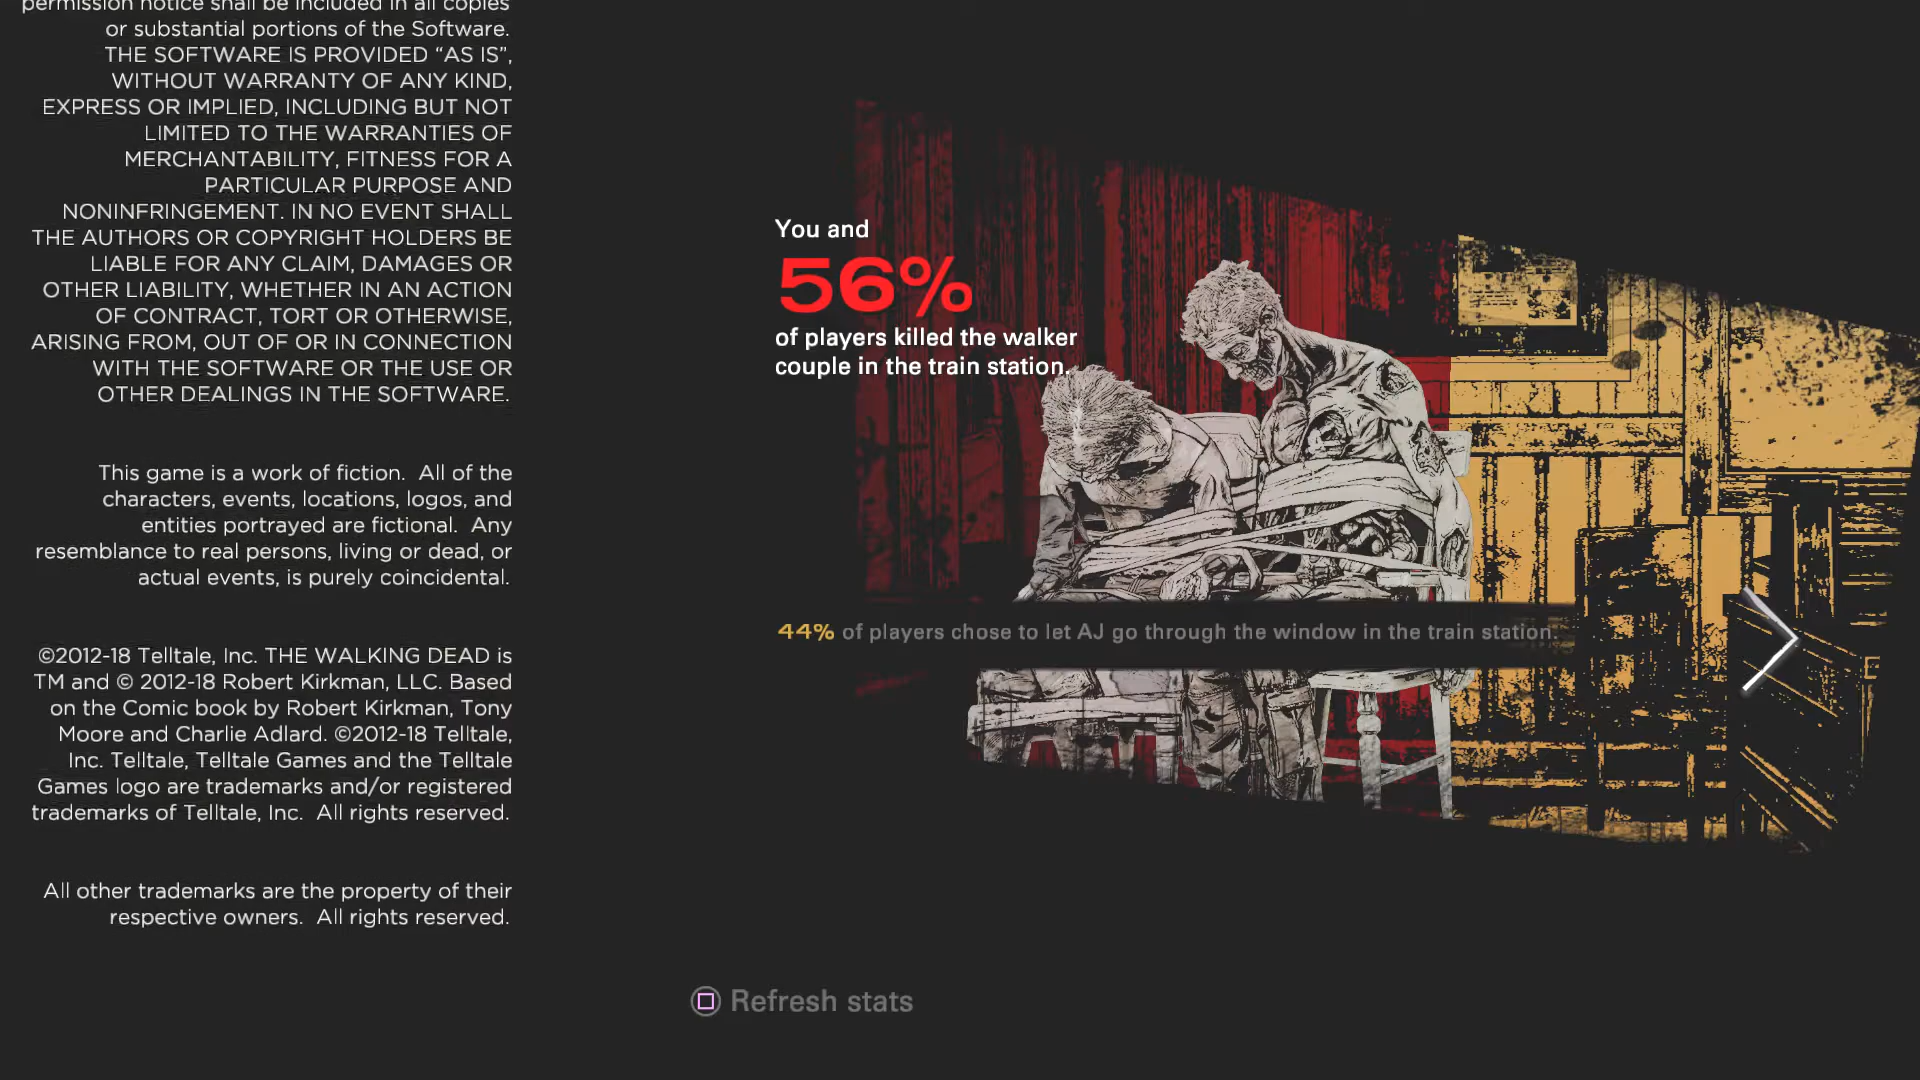 permission notice shall be included in all copies
or substantial portions of the Software.
THE SOFTWARE IS PROVIDED “AS IS”,
WITHOUT WARRANTY OF ANY KIND,
EXPRESS OR IMPLIED, INCLUDING BUT NOT
LIMITED TO THE WARRANTIES OF
MERCHANTABILITY, FITNESS FOR A
PARTICULAR PURPOSE AND
NONINFRINGEMENT. IN NO EVENT SHALL
THE AUTHORS OR COPYRIGHT HOLDERS BE
LIABLE FOR ANY CLAIM, DAMAGES OR
OTHER LIABILITY, WHETHER IN AN ACTION
OF CONTRACT, TORT OR OTHERWISE,
ARISING FROM, OUT OF OR IN CONNECTION
WITH THE SOFTWARE OR THE USE OR
OTHER DEALINGS IN THE SOFTWARE.
This game is a work of fiction.  All of the
characters, events, locations, logos, and
entities portrayed are fictional.  Any
resemblance to real persons, living or dead, or
actual events, is purely coincidental.
©2012-18 Telltale, Inc. THE WALKING DEAD is
TM and © 2012-18 Robert Kirkman, LLC. Based
on the Comic book by Robert Kirkman, Tony
Moore and Charlie Adlard. ©2012-18 Telltale,
Inc. Telltale, Telltale Games and the Telltale
Games logo are trademarks and/or registered
trademarks of Telltale, Inc.  All rights reserved.
All other trademarks are the property of their
respective owners.  All rights reserved.
You and
56%
of players killed the walker
couple in the train station.
44% of players chose to let AJ go through the window in the train station.
Refresh stats